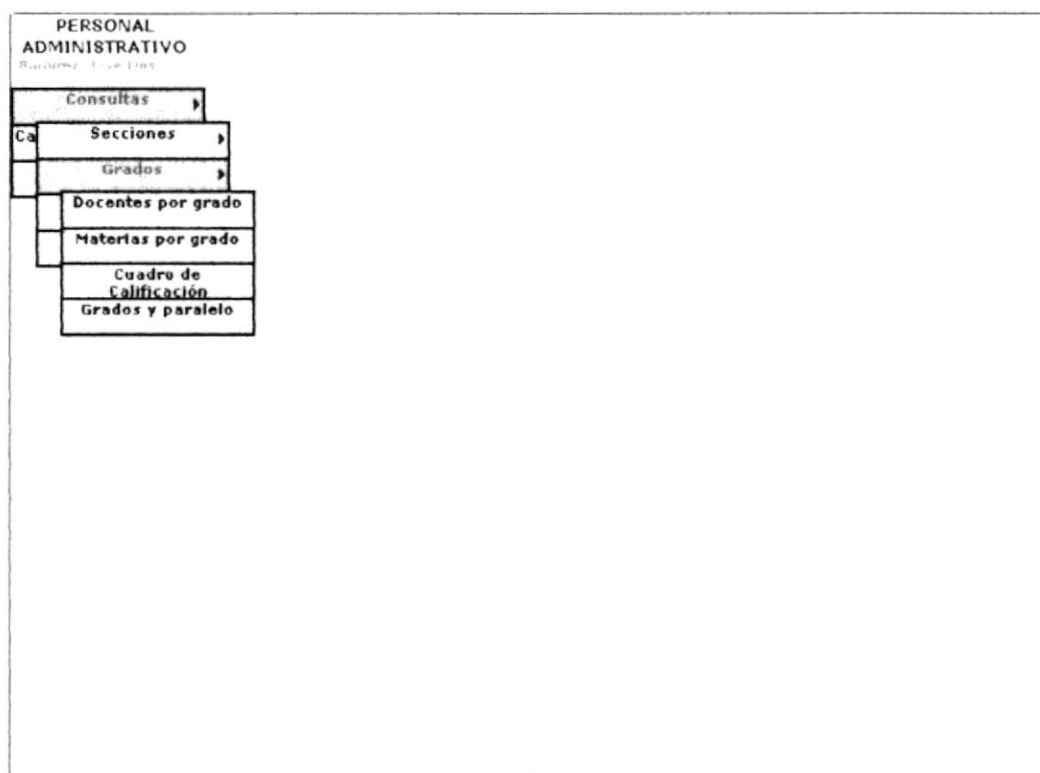 PERSONAL
ADMINISTRATIVO
Consultas
Ca
Secciones
Grados
Docentes por grado
Materias por grado
Cuadro de
Calificación
Grados y paralelo